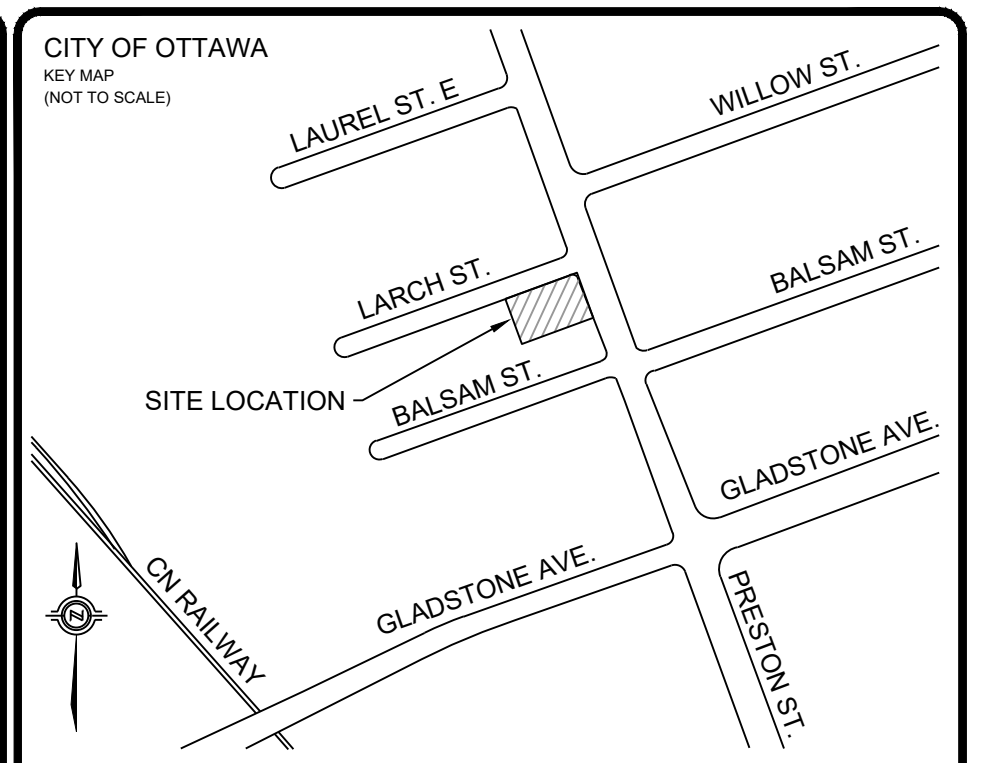 CITY OF OTTAWA
KEY MAP
(NOT TO SCALE)
LAUREL ST. E
WILLOW ST.
LARCH ST.
BALSAM ST.
SITE LOCATION
BALSAM ST.
GLADSTONE AVE.
CN RAILWAY
GLADSTONE AVE.
PRESTON ST.
N